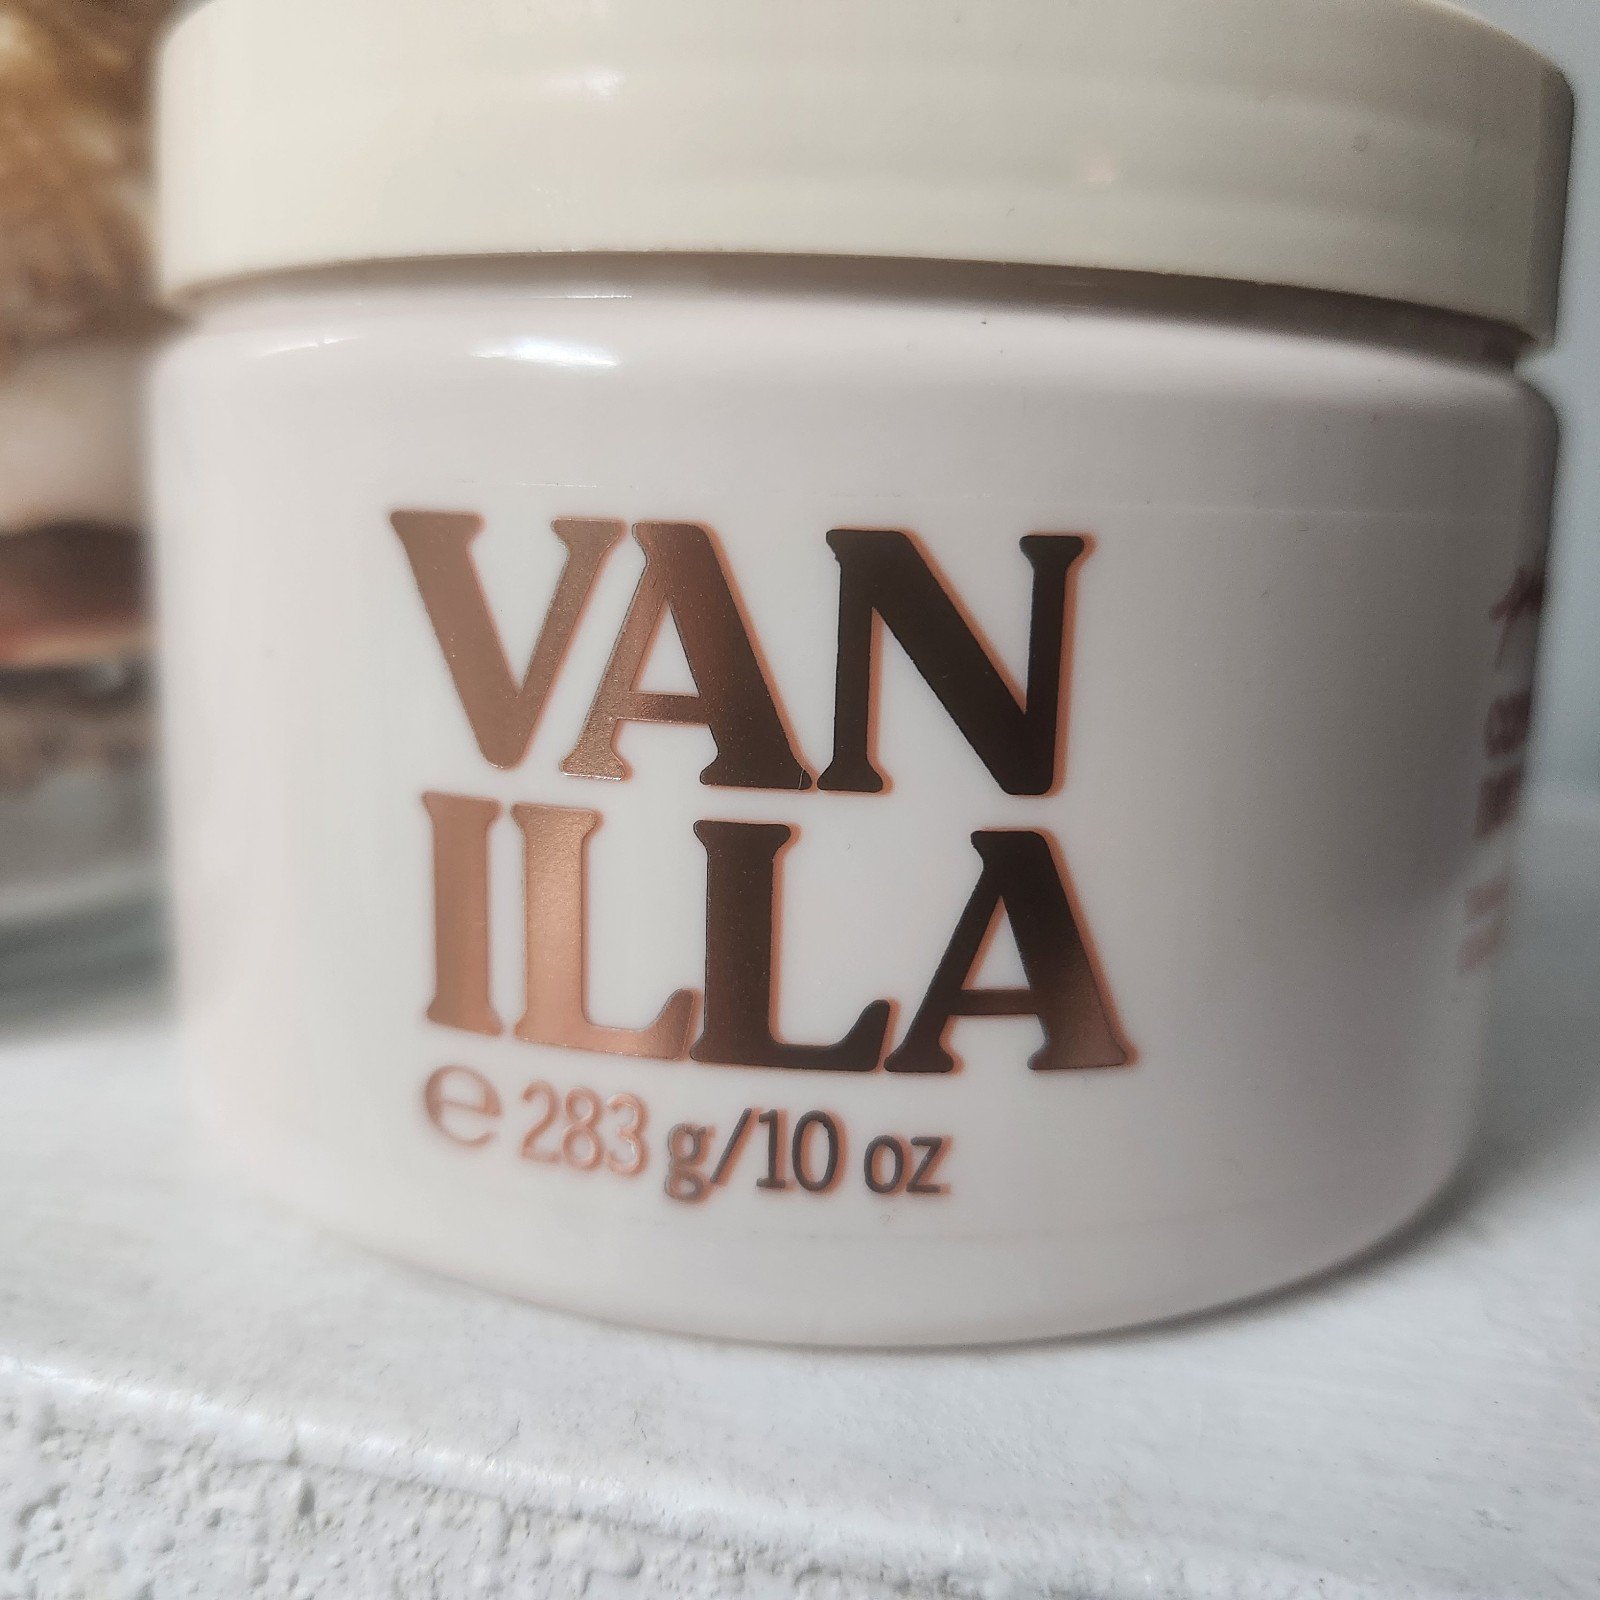 VAN
ILLA
℮ 283 g/10 oz